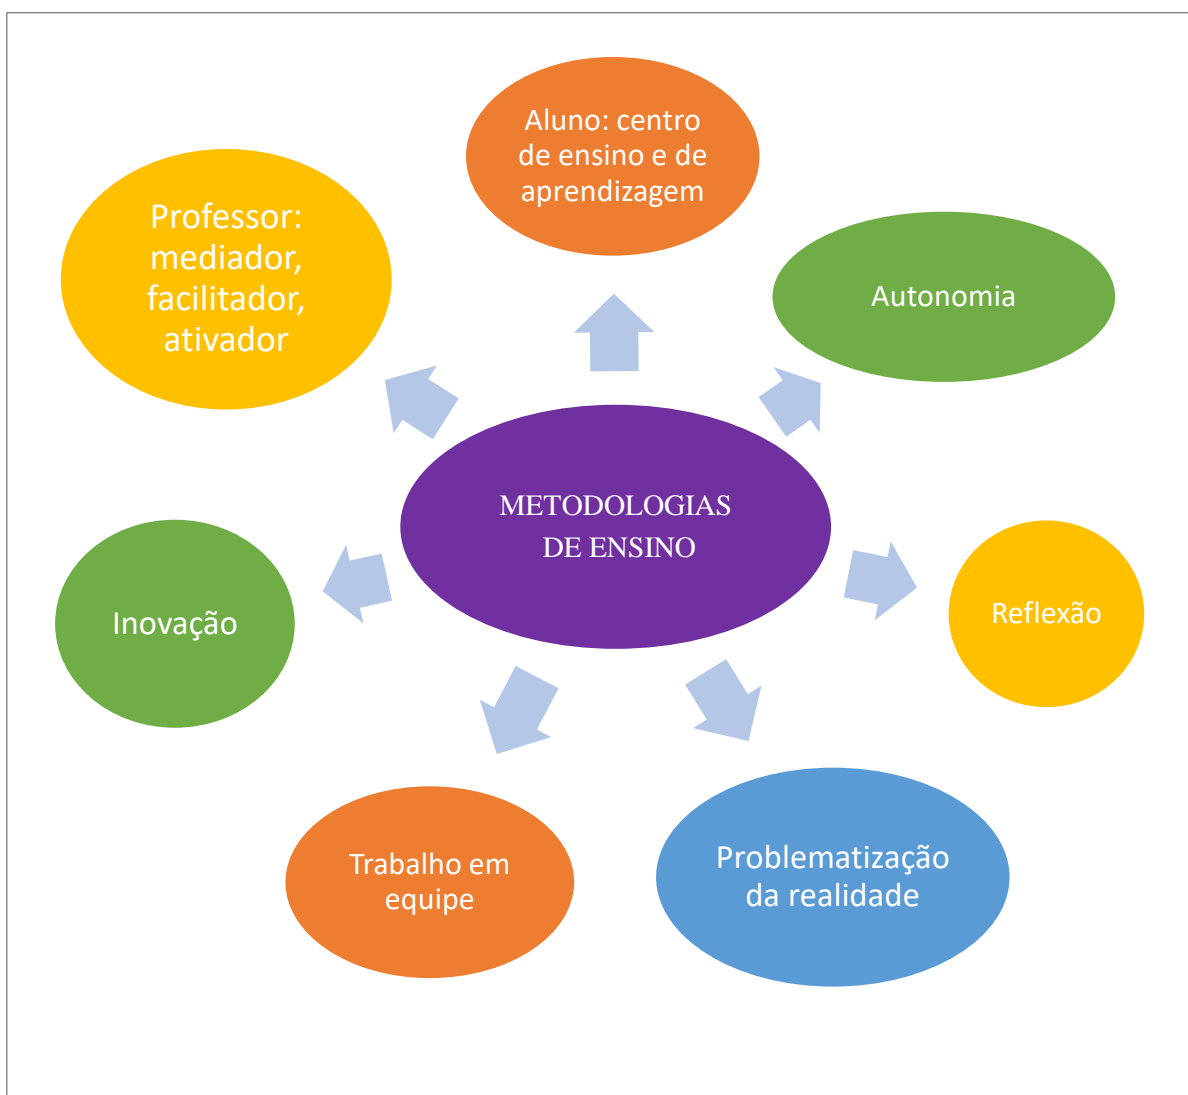 Aluno: centro
de ensino e de
aprendizagem
Professor:
mediador,
facilitador,
ativador
Autonomia
METODOLOGIAS
DE ENSINO
Inovação
Reflexão
Trabalho em
equipe
Problematização
da realidade